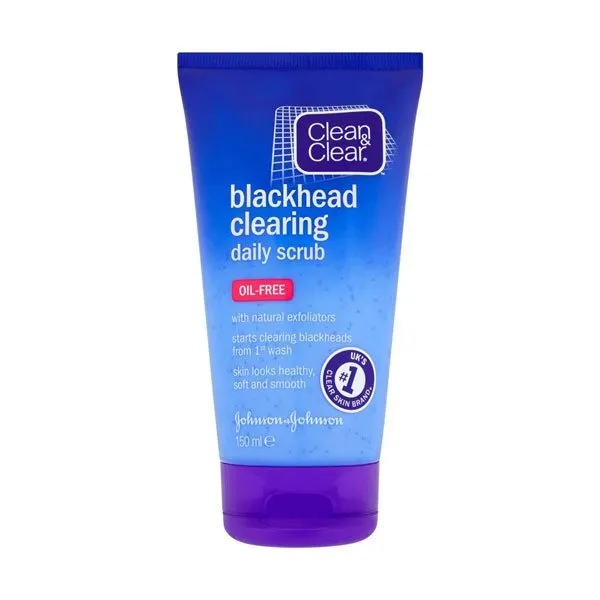 Clean &
Clear®
™
blackhead
clearing
daily scrub
OIL-FREE
with natural exfoliators
starts clearing blackheads
from 1st wash
skin looks healthy,
soft and smooth
UK'S
#1
CLEAR SKIN BRAND*
Johnson & Johnson
150 ml e